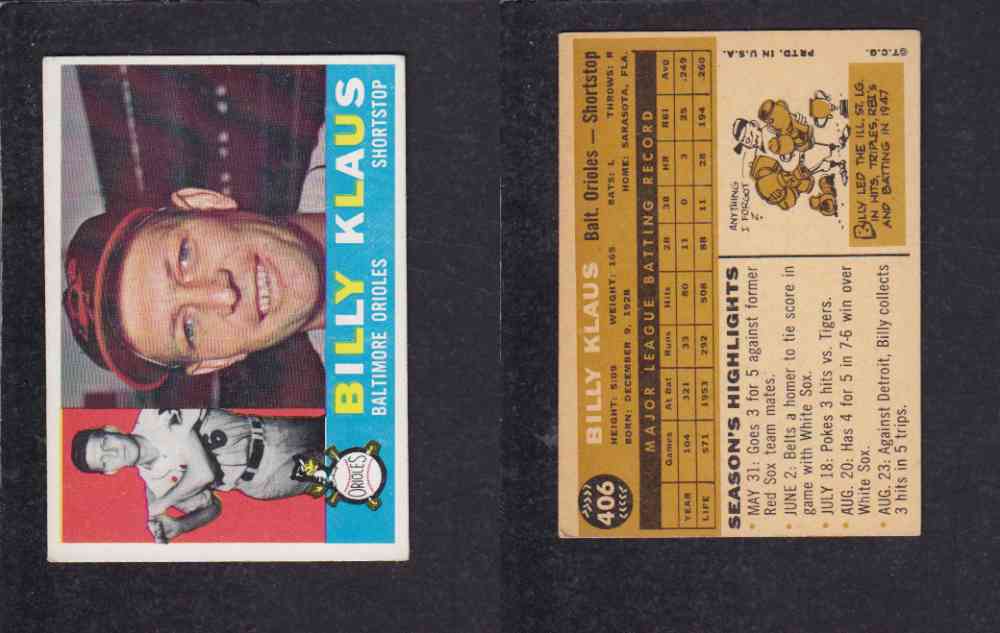 BILLY KLAUS
BALTIMORE ORIOLES SHORTSTOP
6
ORIOLES
406
BILLY KLAUS Balt. Orioles — Shortstop
HEIGHT: 5:09 WEIGHT: 165 BATS: L THROWS: R
BORN: DECEMBER 9, 1928 HOME: SARASOTA, FLA.
MAJOR LEAGUE BATTING RECORD
Games At Bat Runs Hits 2B 3B HR RBI Avg
YEAR 104 321 33 80 11 0 3 25 .249
LIFE 571 1953 292 508 88 11 28 194 .260
SEASON'S HIGHLIGHTS
• MAY 31: Goes 3 for 5 against former
Red Sox team mates.
• JUNE 2: Belts a homer to tie score in
game with White Sox.
• JULY 18: Pokes 3 hits vs. Tigers.
• AUG. 20: Has 4 for 5 in 7-6 win over
White Sox.
• AUG. 23: Against Detroit, Billy collects
3 hits in 5 trips.
ANYTHING
I FORGOT
?
BILLY LED THE ILL. ST. LG.
IN HITS, TRIPLES, RBI'S
AND BATTING IN 1947
©T.C.G. PRTD. IN U.S.A.